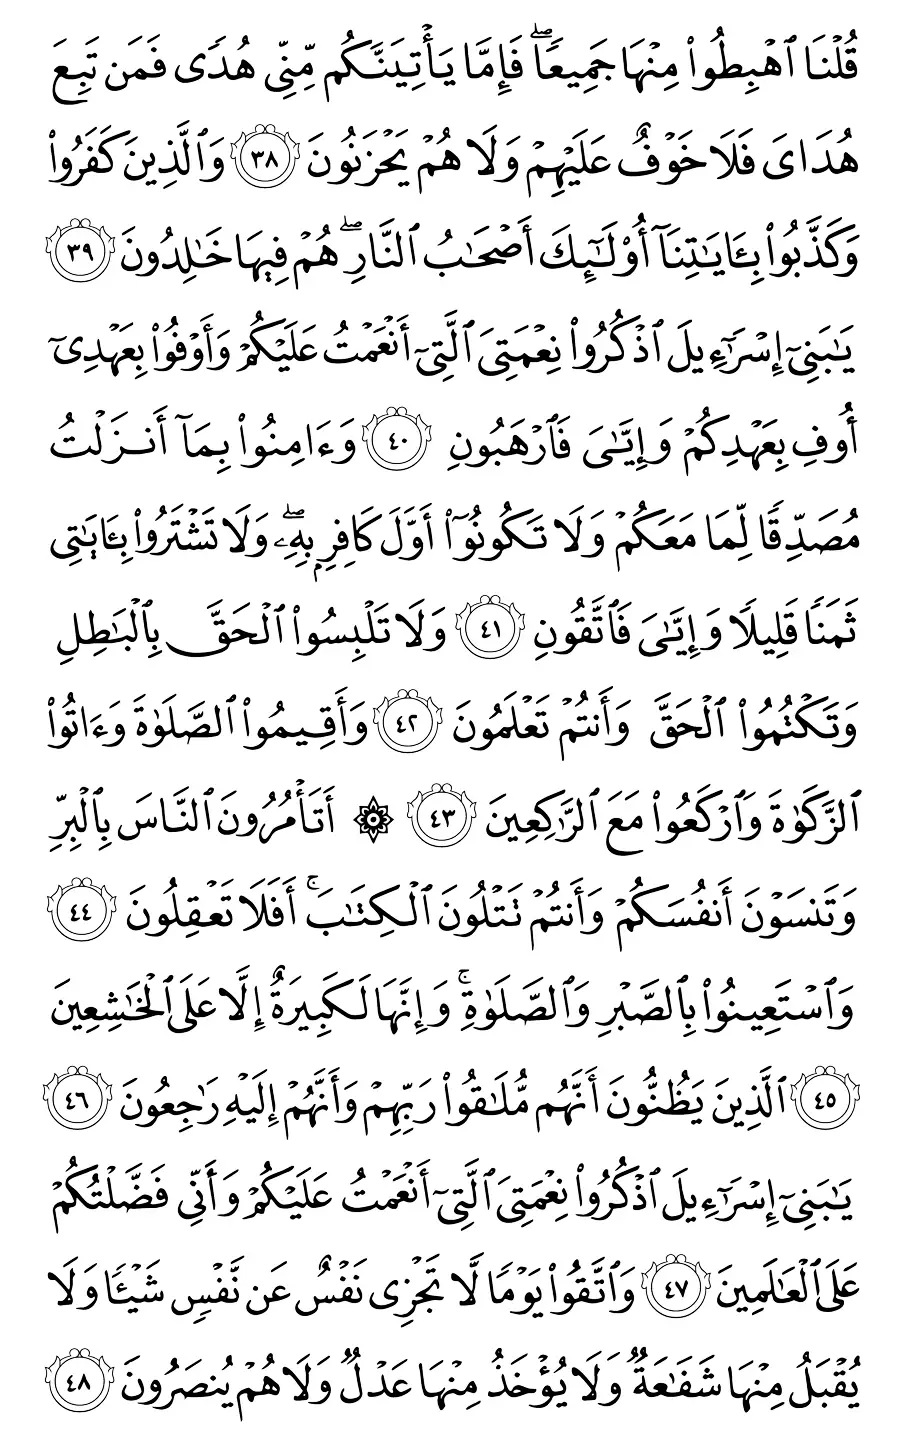 قُلْنَا ٱهْبِطُوا۟ مِنْهَا جَمِيعًۭا ۖ فَإِمَّا يَأْتِيَنَّكُم مِّنِّى هُدًۭى فَمَن تَبِعَ
هُدَاىَ فَلَا خَوْفٌ عَلَيْهِمْ وَلَا هُمْ يَحْزَنُونَ ٣٨ وَٱلَّذِينَ كَفَرُوا۟
وَكَذَّبُوا۟ بِـَٔايَـٰتِنَآ أُو۟لَـٰٓئِكَ أَصْحَـٰبُ ٱلنَّارِ ۖ هُمْ فِيهَا خَـٰلِدُونَ ٣٩
يَـٰبَنِىٓ إِسْرَٰٓءِيلَ ٱذْكُرُوا۟ نِعْمَتِىَ ٱلَّتِىٓ أَنْعَمْتُ عَلَيْكُمْ وَأَوْفُوا۟ بِعَهْدِىٓ
أُوفِ بِعَهْدِكُمْ وَإِيَّـٰىَ فَٱرْهَبُونِ ٤٠ وَءَامِنُوا۟ بِمَآ أَنزَلْتُ
مُصَدِّقًۭا لِّمَا مَعَكُمْ وَلَا تَكُونُوٓا۟ أَوَّلَ كَافِرٍۭ بِهِۦ ۖ وَلَا تَشْتَرُوا۟ بِـَٔايَـٰتِى
ثَمَنًۭا قَلِيلًۭا وَإِيَّـٰىَ فَٱتَّقُونِ ٤١ وَلَا تَلْبِسُوا۟ ٱلْحَقَّ بِٱلْبَـٰطِلِ
وَتَكْتُمُوا۟ ٱلْحَقَّ وَأَنتُمْ تَعْلَمُونَ ٤٢ وَأَقِيمُوا۟ ٱلصَّلَوٰةَ وَءَاتُوا۟
ٱلزَّكَوٰةَ وَٱرْكَعُوا۟ مَعَ ٱلرَّٰكِعِينَ ٤٣ ۞ أَتَأْمُرُونَ ٱلنَّاسَ بِٱلْبِرِّ
وَتَنسَوْنَ أَنفُسَكُمْ وَأَنتُمْ تَتْلُونَ ٱلْكِتَـٰبَ ۚ أَفَلَا تَعْقِلُونَ ٤٤
وَٱسْتَعِينُوا۟ بِٱلصَّبْرِ وَٱلصَّلَوٰةِ ۚ وَإِنَّهَا لَكَبِيرَةٌ إِلَّا عَلَى ٱلْخَـٰشِعِينَ
٤٥ ٱلَّذِينَ يَظُنُّونَ أَنَّهُم مُّلَـٰقُوا۟ رَبِّهِمْ وَأَنَّهُمْ إِلَيْهِ رَٰجِعُونَ ٤٦
يَـٰبَنِىٓ إِسْرَٰٓءِيلَ ٱذْكُرُوا۟ نِعْمَتِىَ ٱلَّتِىٓ أَنْعَمْتُ عَلَيْكُمْ وَأَنِّى فَضَّلْتُكُمْ
عَلَى ٱلْعَـٰلَمِينَ ٤٧ وَٱتَّقُوا۟ يَوْمًۭا لَّا تَجْزِى نَفْسٌ عَن نَّفْسٍۢ شَيْـًۭٔا وَلَا
يُقْبَلُ مِنْهَا شَفَـٰعَةٌۭ وَلَا يُؤْخَذُ مِنْهَا عَدْلٌۭ وَلَا هُمْ يُنصَرُونَ ٤٨